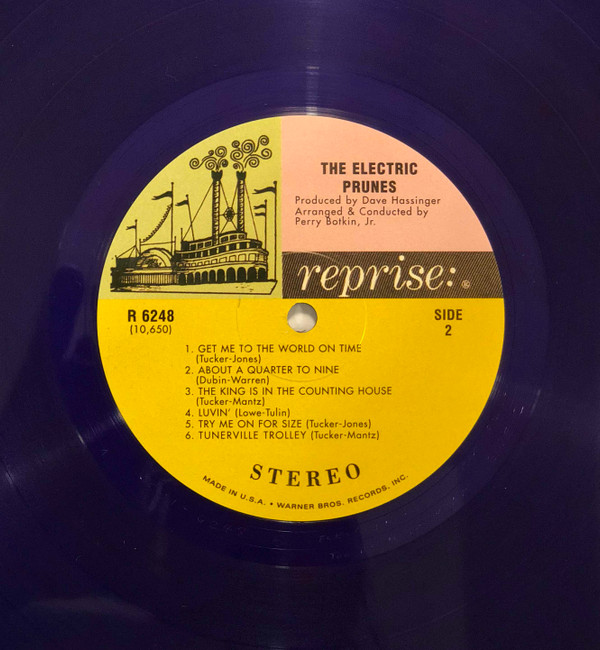 THE ELECTRIC
PRUNES
Produced by Dave Hassinger
Arranged & Conducted by
Perry Botkin, Jr.
reprise: ®
R 6248
(10,650)
SIDE
2
1. GET ME TO THE WORLD ON TIME
(Tucker-Jones)
2. ABOUT A QUARTER TO NINE
(Dubin-Warren)
3. THE KING IS IN THE COUNTING HOUSE
(Tucker-Mantz)
4. LUVIN' (Lowe-Tulin)
5. TRY ME ON FOR SIZE (Tucker-Jones)
6. TUNERVILLE TROLLEY (Tucker-Mantz)
STEREO
MADE IN U.S.A. • WARNER BROS. RECORDS, INC.